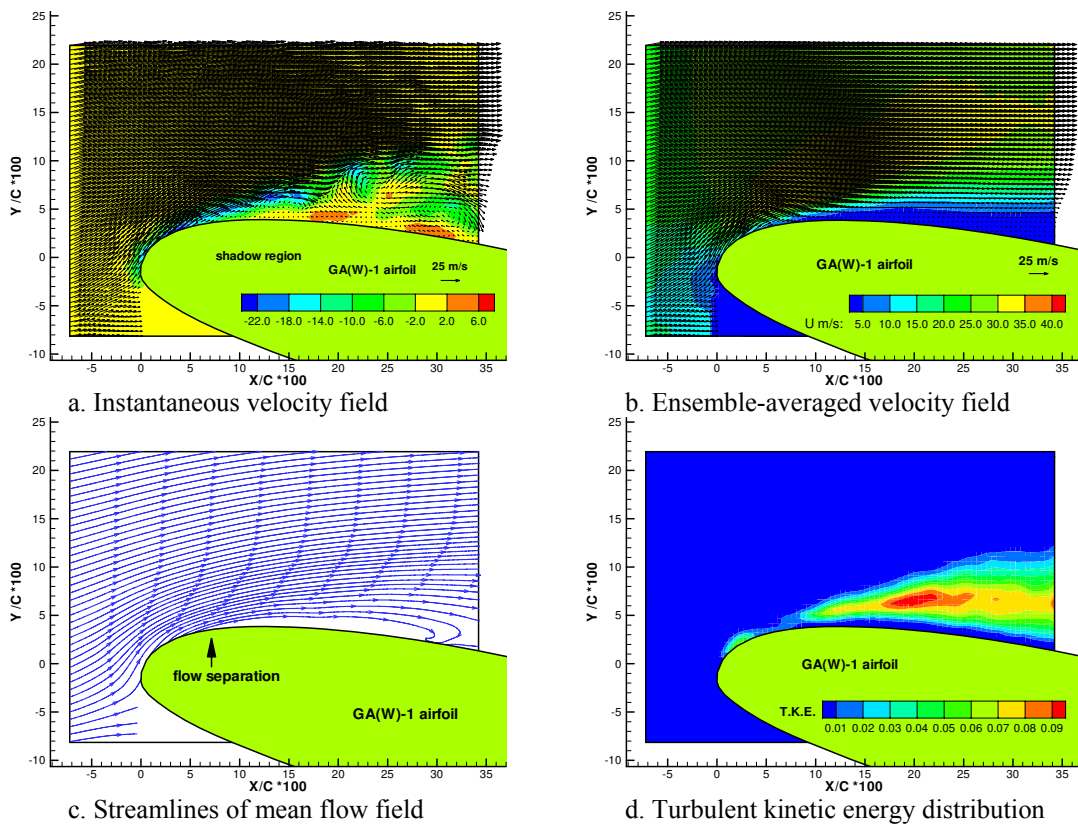 25
20
15
10
5
0
-5
-10
Y /C *100
shadow region
GA(W)-1 airfoil
25 m/s
-22.0 -18.0 -14.0 -10.0 -6.0 -2.0 2.0 6.0
-5 0 5 10 15 20 25 30 35
X/C *100
a. Instantaneous velocity field
25
20
15
10
5
0
-5
-10
Y /C *100
GA(W)-1 airfoil
25 m/s
U m/s: 5.0 10.0 15.0 20.0 25.0 30.0 35.0 40.0
-5 0 5 10 15 20 25 30 35
X/C *100
b. Ensemble-averaged velocity field
25
20
15
10
5
0
-5
-10
Y /C *100
flow separation
GA(W)-1 airfoil
-5 0 5 10 15 20 25 30 35
X/C *100
c. Streamlines of mean flow field
25
20
15
10
5
0
-5
-10
Y /C *100
GA(W)-1 airfoil
T.K.E.
0.01 0.02 0.03 0.04 0.05 0.06 0.07 0.08 0.09
-5 0 5 10 15 20 25 30 35
X/C *100
d. Turbulent kinetic energy distribution